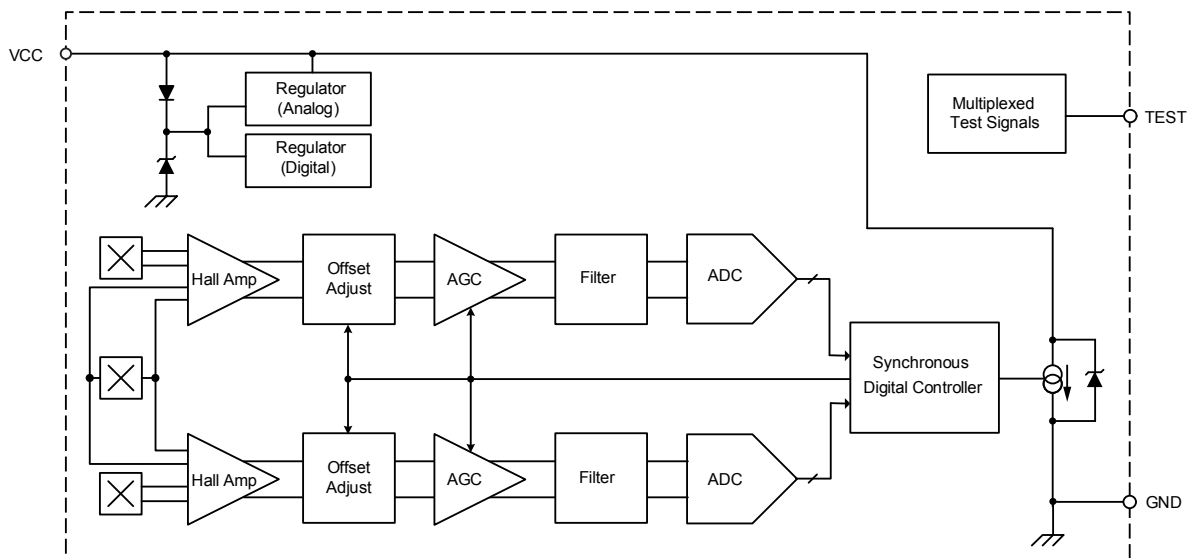 VCC
Regulator
(Analog)
Regulator
(Digital)
Multiplexed
Test Signals
TEST
Hall Amp
Offset
Adjust
AGC
Filter
ADC
Synchronous
Digital Controller
Hall Amp
Offset
Adjust
AGC
Filter
ADC
GND